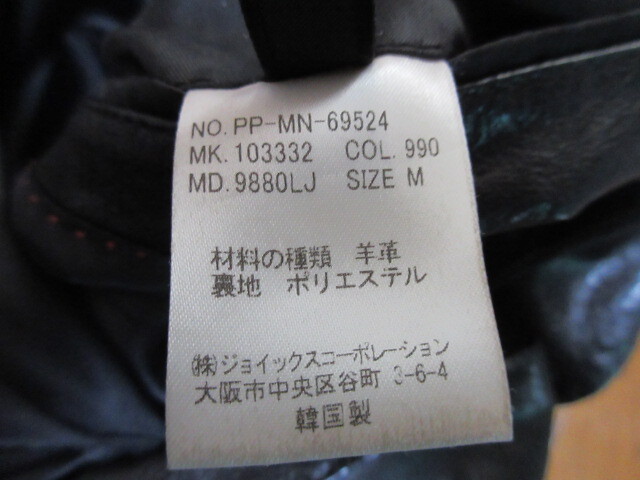 NO. PP-MN-69524
MK. 103332 COL. 990
MD. 9880LJ SIZE M
材料の種類 羊革
裏地 ポリエステル
(株)ジョイックスコーポレーション
大阪市中央区谷町 3-6-4
韓国製